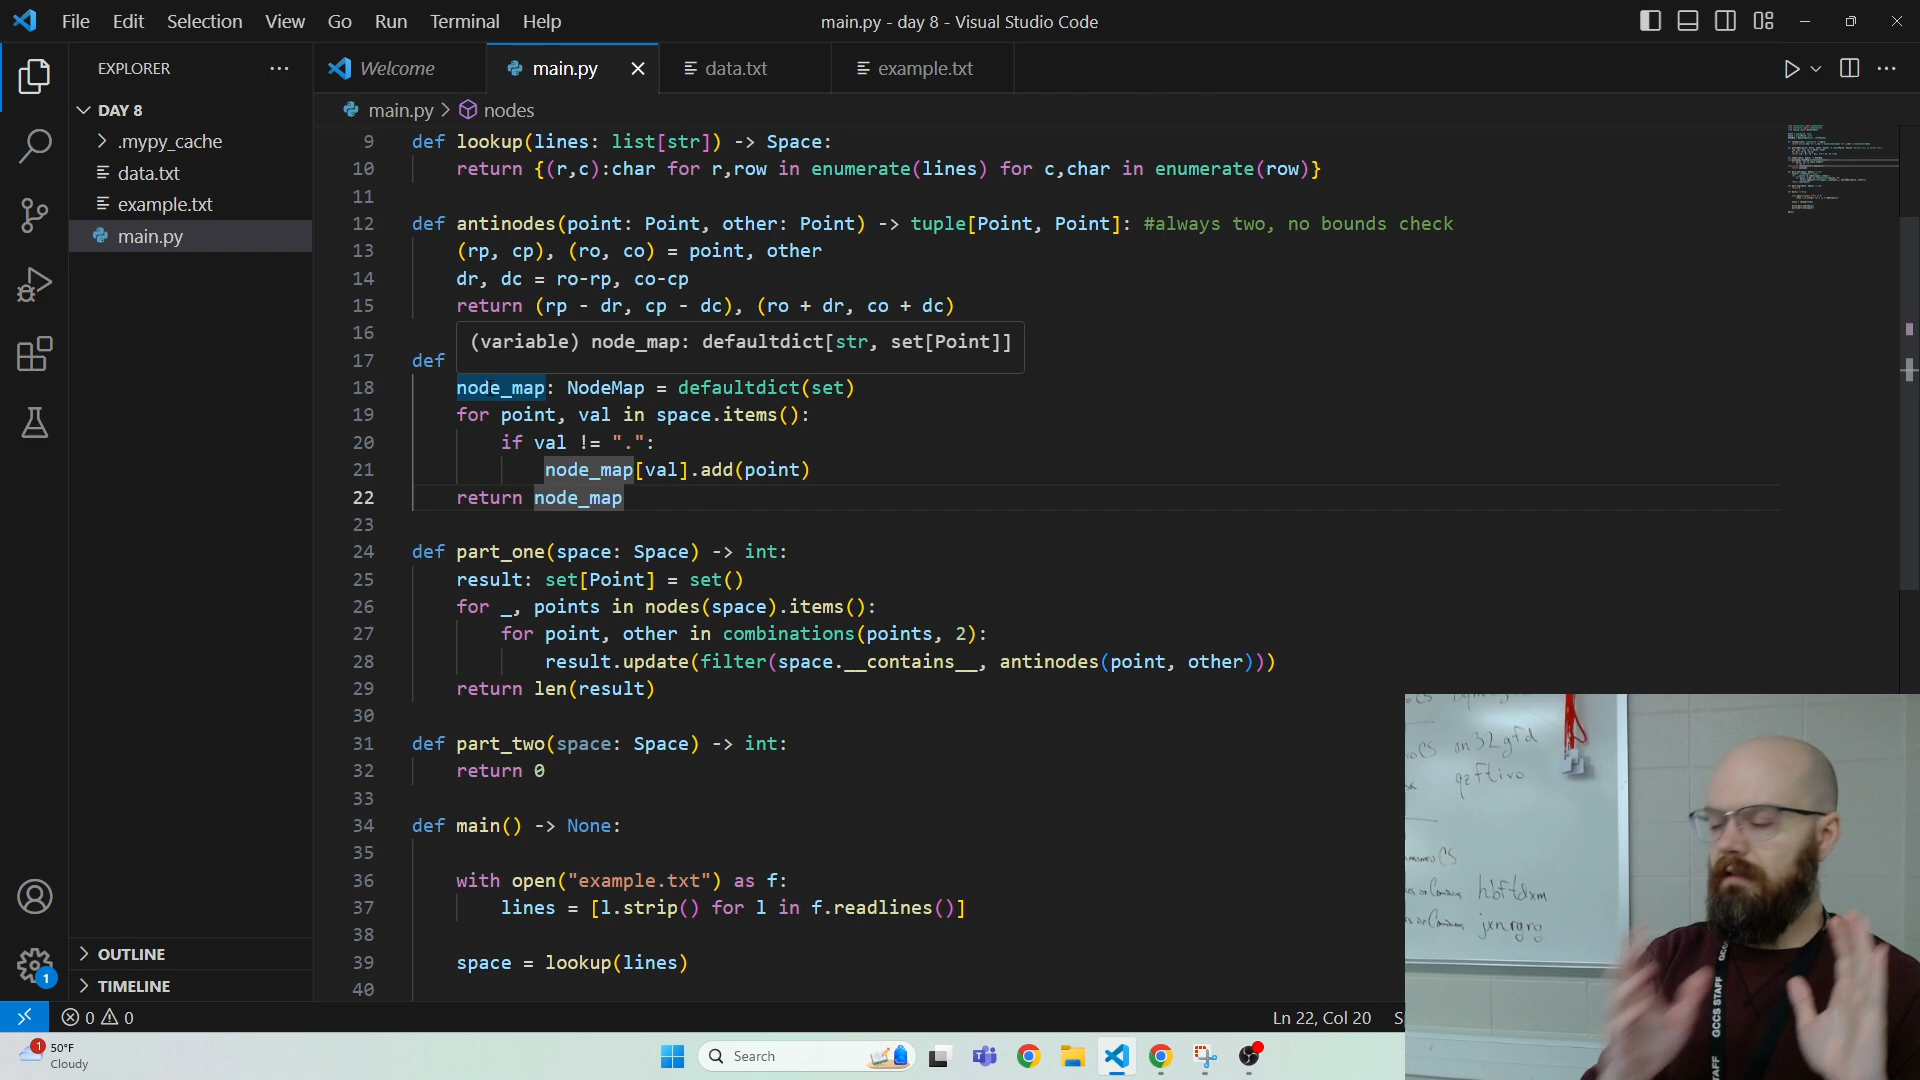 File Edit Selection View Go Run Terminal Help
main.py - day 8 - Visual Studio Code
EXPLORER
Welcome main.py data.txt example.txt
DAY 8
main.py > nodes
.mypy_cache
data.txt
example.txt
main.py
9 def lookup(lines: list[str]) -> Space:
10 return {(r,c):char for r,row in enumerate(lines) for c,char in enumerate(row)}
11
12 def antinodes(point: Point, other: Point) -> tuple[Point, Point]: #always two, no bounds check
13 (rp, cp), (ro, co) = point, other
14 dr, dc = ro-rp, co-cp
15 return (rp - dr, cp - dc), (ro + dr, co + dc)
16
(variable) node_map: defaultdict[str, set[Point]]
17 def
18 node_map: NodeMap = defaultdict(set)
19 for point, val in space.items():
20 if val != ".":
21 node_map[val].add(point)
22 return node_map
23
24 def part_one(space: Space) -> int:
25 result: set[Point] = set()
26 for _, points in nodes(space).items():
27 for point, other in combinations(points, 2):
28 result.update(filter(space.__contains__, antinodes(point, other)))
29 return len(result)
30
31 def part_two(space: Space) -> int:
32 return 0
33
34 def main() -> None:
35
36 with open("example.txt") as f:
37 lines = [l.strip() for l in f.readlines()]
38
39 space = lookup(lines)
40
OUTLINE
TIMELINE
1
0 0
Ln 22, Col 20
an32gfd
qzftivo
CS
hbftdxm
jxnrgrg
GCCS STAFF
1
50°F
Cloudy
Search